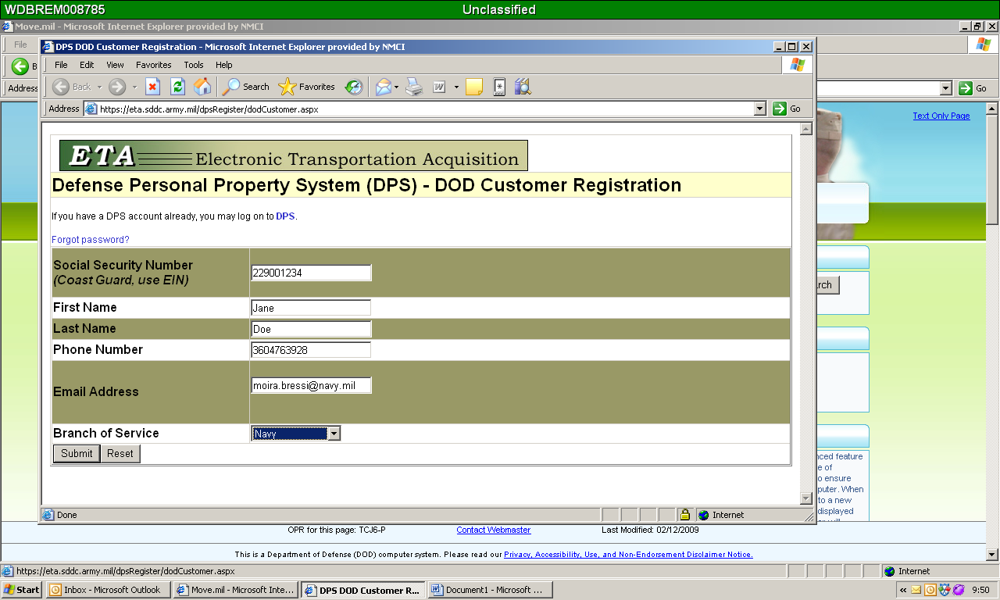 WDBREM008785 Unclassified
Move.mil - Microsoft Internet Explorer provided by NMCI
File
Address
Go
DPS DOD Customer Registration - Microsoft Internet Explorer provided by NMCI
File Edit View Favorites Tools Help
Back Search Favorites
Address https://eta.sddc.army.mil/dpsRegister/dodCustomer.aspx Go
Text Only Page
ETA Electronic Transportation Acquisition
Defense Personal Property System (DPS) - DOD Customer Registration
If you have a DPS account already, you may log on to DPS.
Forgot password?
Social Security Number
(Coast Guard, use EIN)
229001234
First Name Jane
Last Name Doe
Phone Number 3604763928
Email Address moira.bressi@navy.mil
Branch of Service Navy
Submit Reset
rch
nced feature
e of
o ensure
puter. When
to a new
displayed
Done Internet
OPR for this page: TCJ6-P Contact Webmaster Last Modified: 02/12/2009
This is a Department of Defense (DOD) computer system. Please read our Privacy, Accessibility, Use, and Non-Endorsement Disclaimer Notice.
https://eta.sddc.army.mil/dpsRegister/dodCustomer.aspx Internet
Start Inbox - Microsoft Outlook Move.mil - Microsoft Inte... DPS DOD Customer R... Document1 - Microsoft ... « 9:50